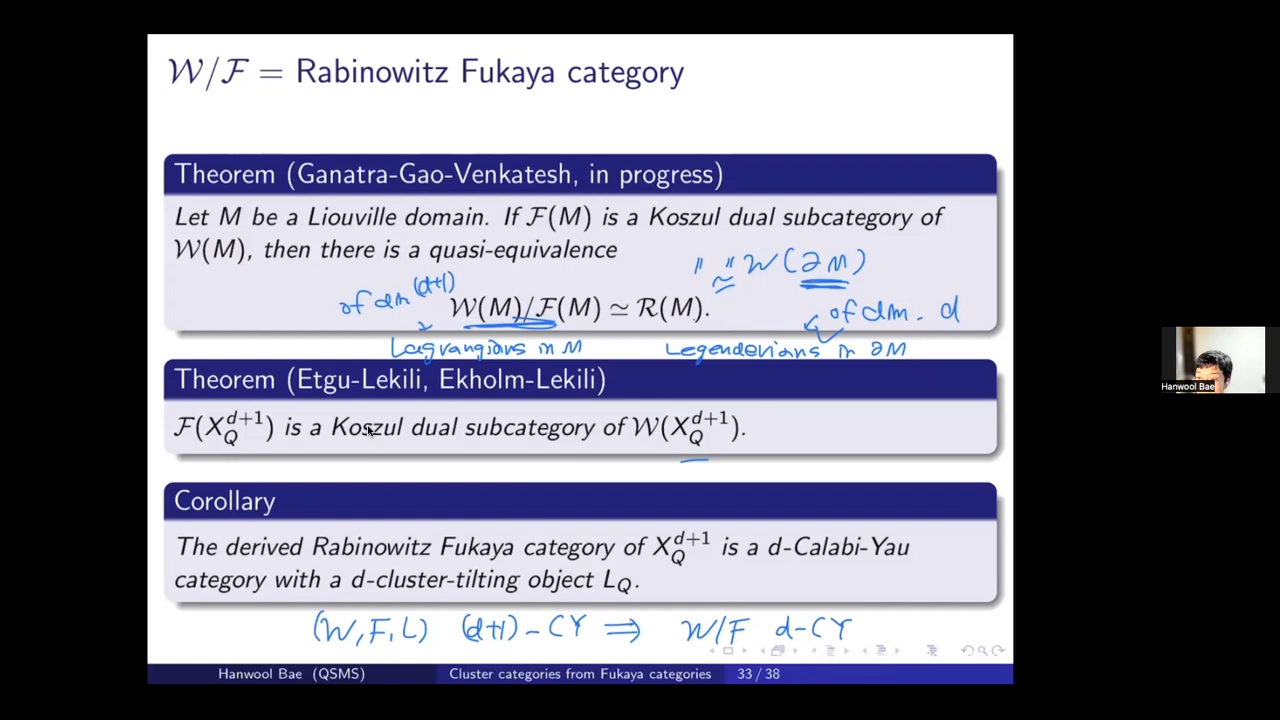 W/F = Rabinowitz Fukaya category
Theorem (Ganatra-Gao-Venkatesh, in progress)
Let M be a Liouville domain. If F(M) is a Koszul dual subcategory of
W(M), then there is a quasi-equivalence
" ≃ " W(∂M)
of dm (d+1) W(M)/F(M) ≃ R(M). of dm. d
Lagrangians in M Legenderians in ∂M
Theorem (Etgu-Lekili, Ekholm-Lekili)
F(X_Q^{d+1}) is a Koszul dual subcategory of W(X_Q^{d+1}).
Corollary
The derived Rabinowitz Fukaya category of X_Q^{d+1} is a d-Calabi-Yau
category with a d-cluster-tilting object L_Q.
(W, F, L) (d+1)-CY ⇒ W/F d-CY
Hanwool Bae (QSMS) Cluster categories from Fukaya categories 33 / 38
Hanwool Bae